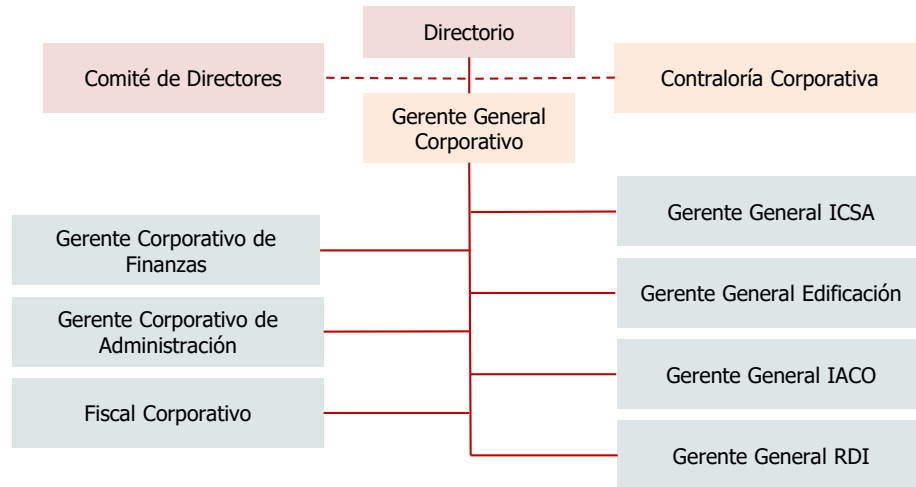 Directorio
Comité de Directores
Contraloría Corporativa
Gerente General
Corporativo
Gerente General ICSA
Gerente Corporativo de
Finanzas
Gerente General Edificación
Gerente Corporativo de
Administración
Gerente General IACO
Fiscal Corporativo
Gerente General RDI